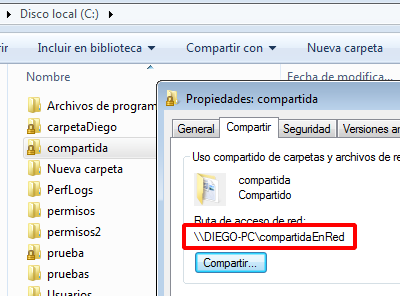 Disco local (C:)
Incluir en biblioteca
Compartir con
Nueva carpeta
Nombre
Fecha de modifica...
Archivos de program
carpetaDiego
compartida
Nueva carpeta
PerfLogs
permisos
permisos2
prueba
pruebas
Usuarios
Propiedades: compartida
General
Compartir
Seguridad
Versiones an
Uso compartido de carpetas y archivos de re
compartida
Compartido
Ruta de acceso de red:
\\DIEGO-PC\compartidaEnRed
Compartir...